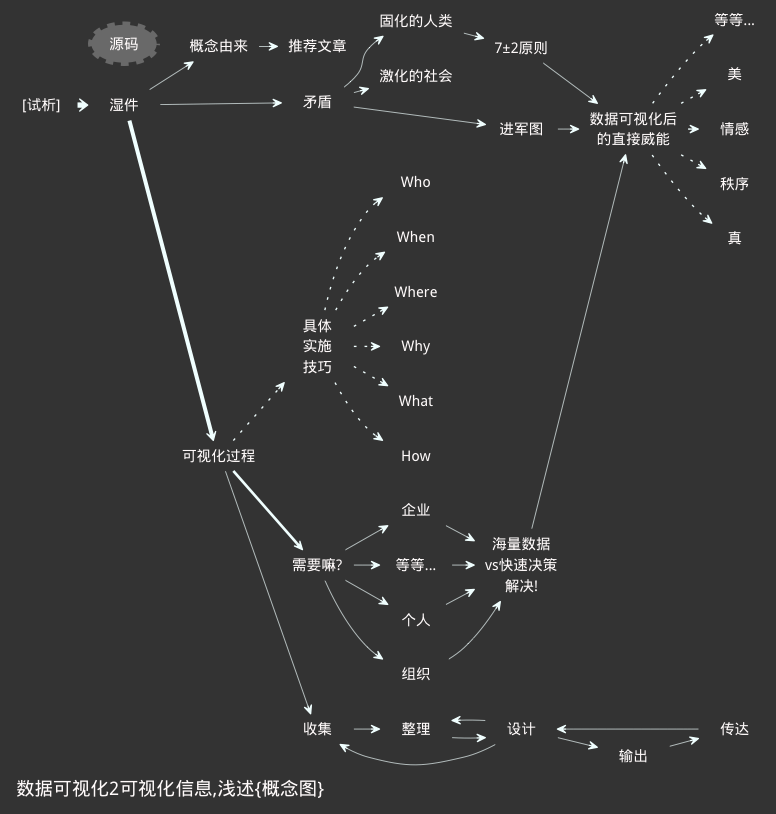 固化的人类
等等...
源码
概念由来
推荐文章
7±2原则
激化的社会
美
[试析]
湿件
矛盾
数据可视化后
的直接威能
进军图
情感
Who
秩序
When
真
Where
具体
实施
技巧
Why
What
How
可视化过程
企业
海量数据
vs快速决策
解决!
需要嘛?
等等...
个人
组织
收集
整理
设计
传达
输出
数据可视化2可视化信息,浅述{概念图}